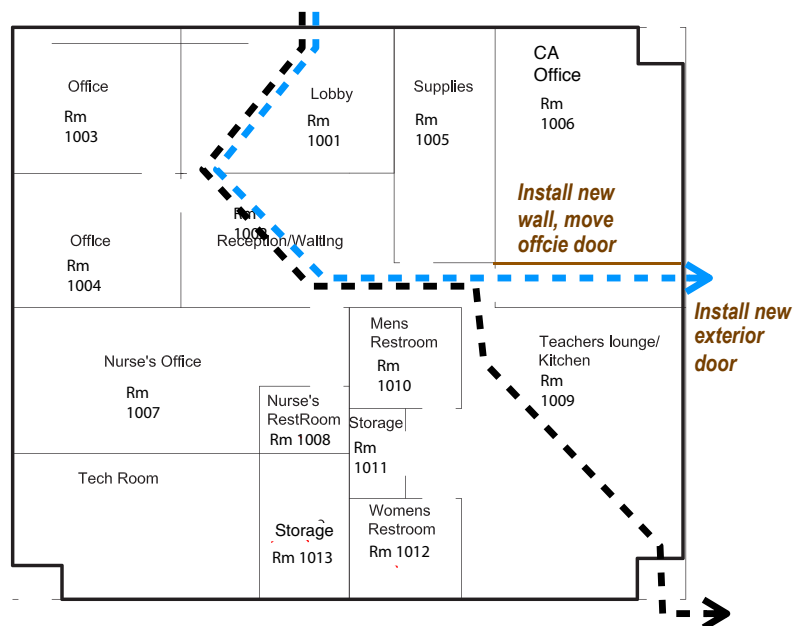 Office
Rm
1003
Lobby
Rm
1001
Supplies
Rm
1005
CA
Office
Rm
1006
Install new
wall, move
offcie door
Rm
1002
Reception/Waiting
Office
Rm
1004
Install new
exterior
door
Nurse's Office
Rm
1007
Mens
Restroom
Rm
1010
Teachers lounge/
Kitchen
Rm
1009
Nurse's
RestRoom
Rm 1008
Storage
Rm
1011
Tech Room
Storage
Rm 1013
Womens
Restroom
Rm 1012